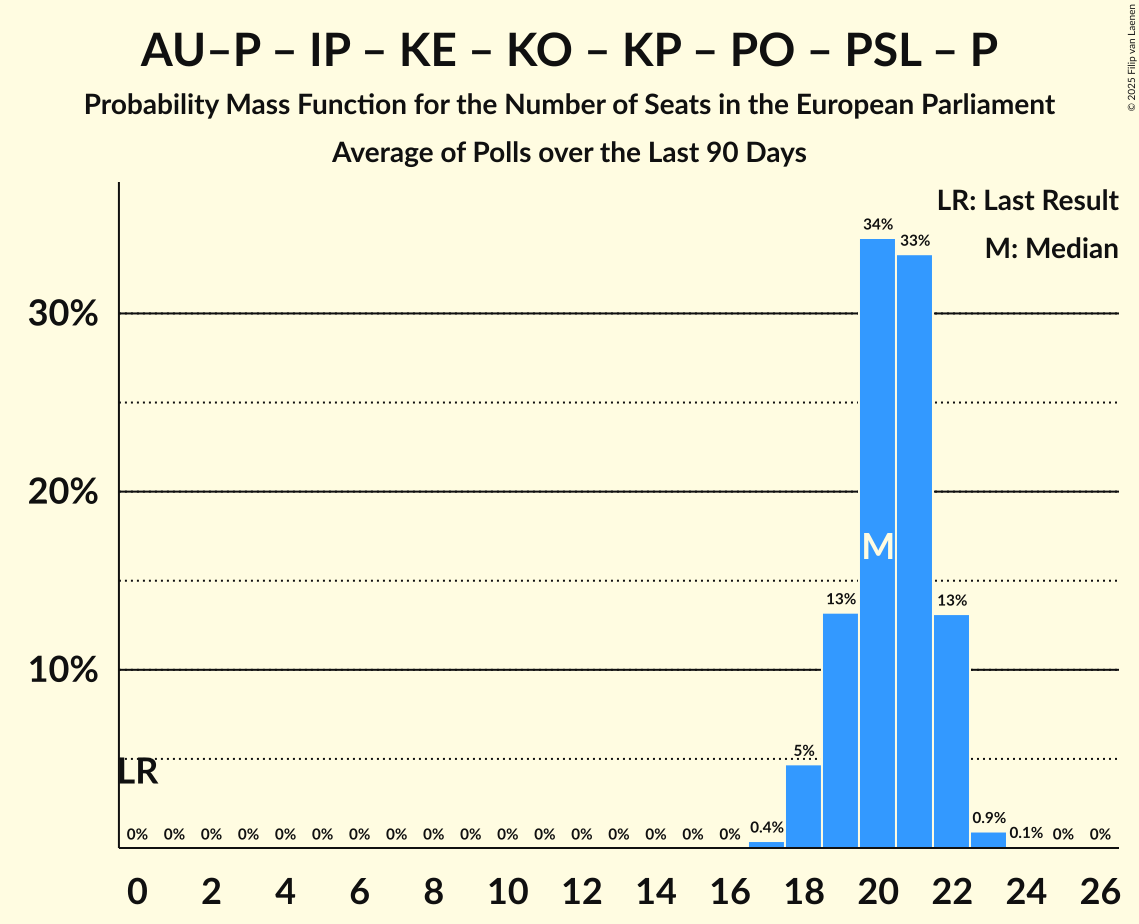 AU–P – IP – KE – KO – KP – PO – PSL – P
Probability Mass Function for the Number of Seats in the European Parliament
Average of Polls over the Last 90 Days
© 2025 Filip van Laenen
LR: Last Result
M: Median
30%
20%
10%
34%
33%
M
13%
13%
5%
LR
0% 0% 0% 0% 0% 0% 0% 0% 0% 0% 0% 0% 0% 0% 0% 0% 0% 0.4% 0.9% 0.1% 0% 0%
0 2 4 6 8 10 12 14 16 18 20 22 24 26